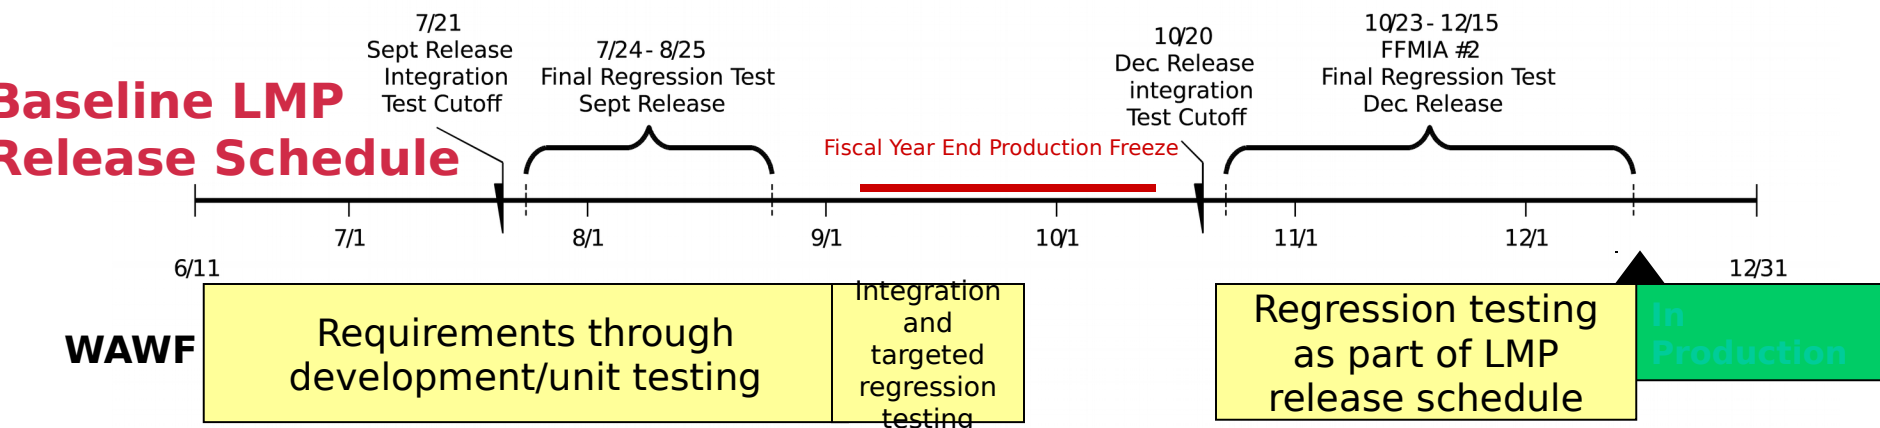 7/21
Sept Release
Integration
Test Cutoff
7/24 - 8/25
Final Regression Test
Sept Release
10/20
Dec Release
integration
Test Cutoff
10/23 - 12/15
FFMIA #2
Final Regression Test
Dec Release
Baseline LMP
Release Schedule
Fiscal Year End Production Freeze
7/1
8/1
9/1
10/1
11/1
12/1
6/11
12/31
WAWF
Requirements through
development/unit testing
Integration
and
targeted
regression
testing
Regression testing
as part of LMP
release schedule
In
Production